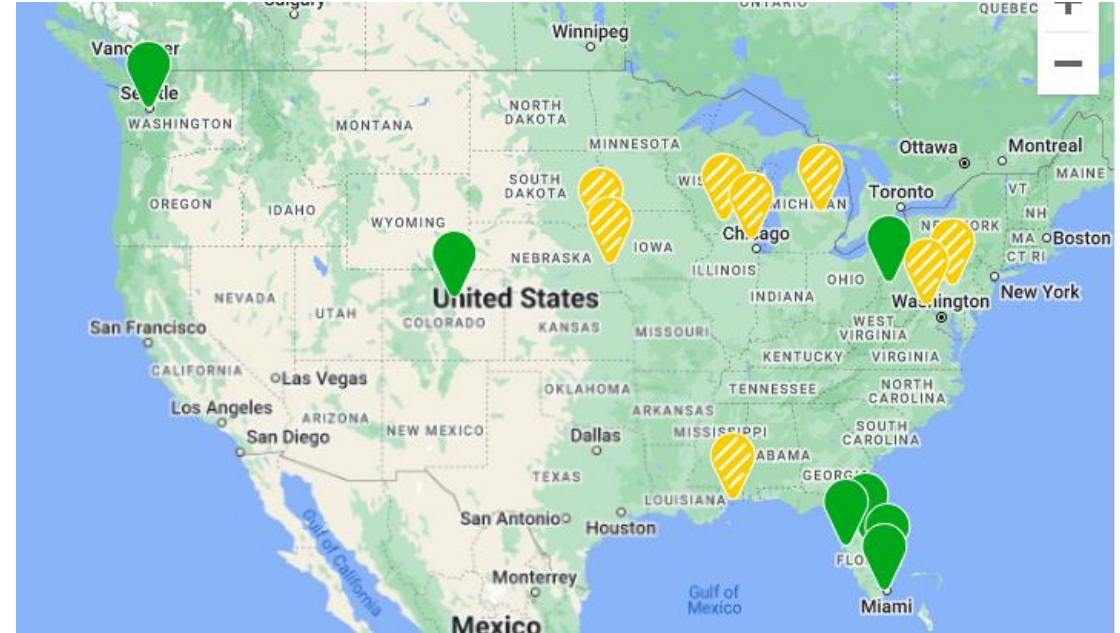 Calgary
ONTARIO
QUEBEC
Winnipeg
Vancouver
Seattle
WASHINGTON
MONTANA
NORTH
DAKOTA
MINNESOTA
Ottawa
Montreal
MAINE
SOUTH
DAKOTA
WIS
MICHIGAN
Toronto
VT
NH
OREGON
IDAHO
WYOMING
NEW YORK
MA
Boston
CT RI
Chicago
IOWA
NEBRASKA
ILLINOIS
OHIO
INDIANA
New York
Washington
United States
NEVADA
UTAH
COLORADO
KANSAS
MISSOURI
WEST
VIRGINIA
San Francisco
KENTUCKY
VIRGINIA
CALIFORNIA
Las Vegas
OKLAHOMA
TENNESSEE
NORTH
CAROLINA
Los Angeles
ARIZONA
NEW MEXICO
ARKANSAS
San Diego
Dallas
MISSISSIPPI
SOUTH
CAROLINA
ABAMA
TEXAS
GEORGIA
LOUISIANA
San Antonio
Houston
Gulf of California
FLO
Monterrey
Gulf of
Mexico
Miami
Mexico